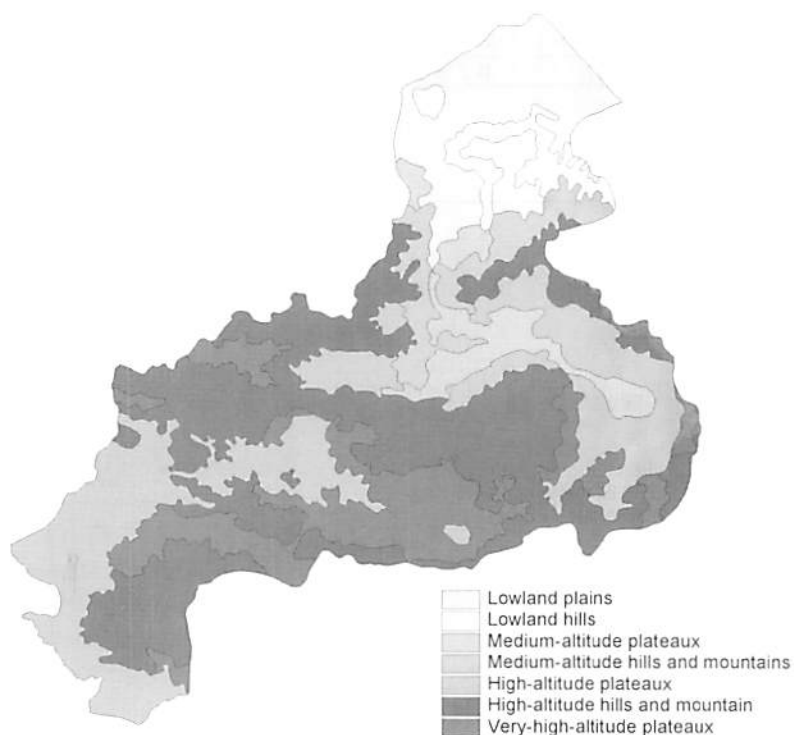 Lowland plains
Lowland hills
Medium-altitude plateaux
Medium-altitude hills and mountains
High-altitude plateaux
High-altitude hills and mountain
Very-high-altitude plateaux